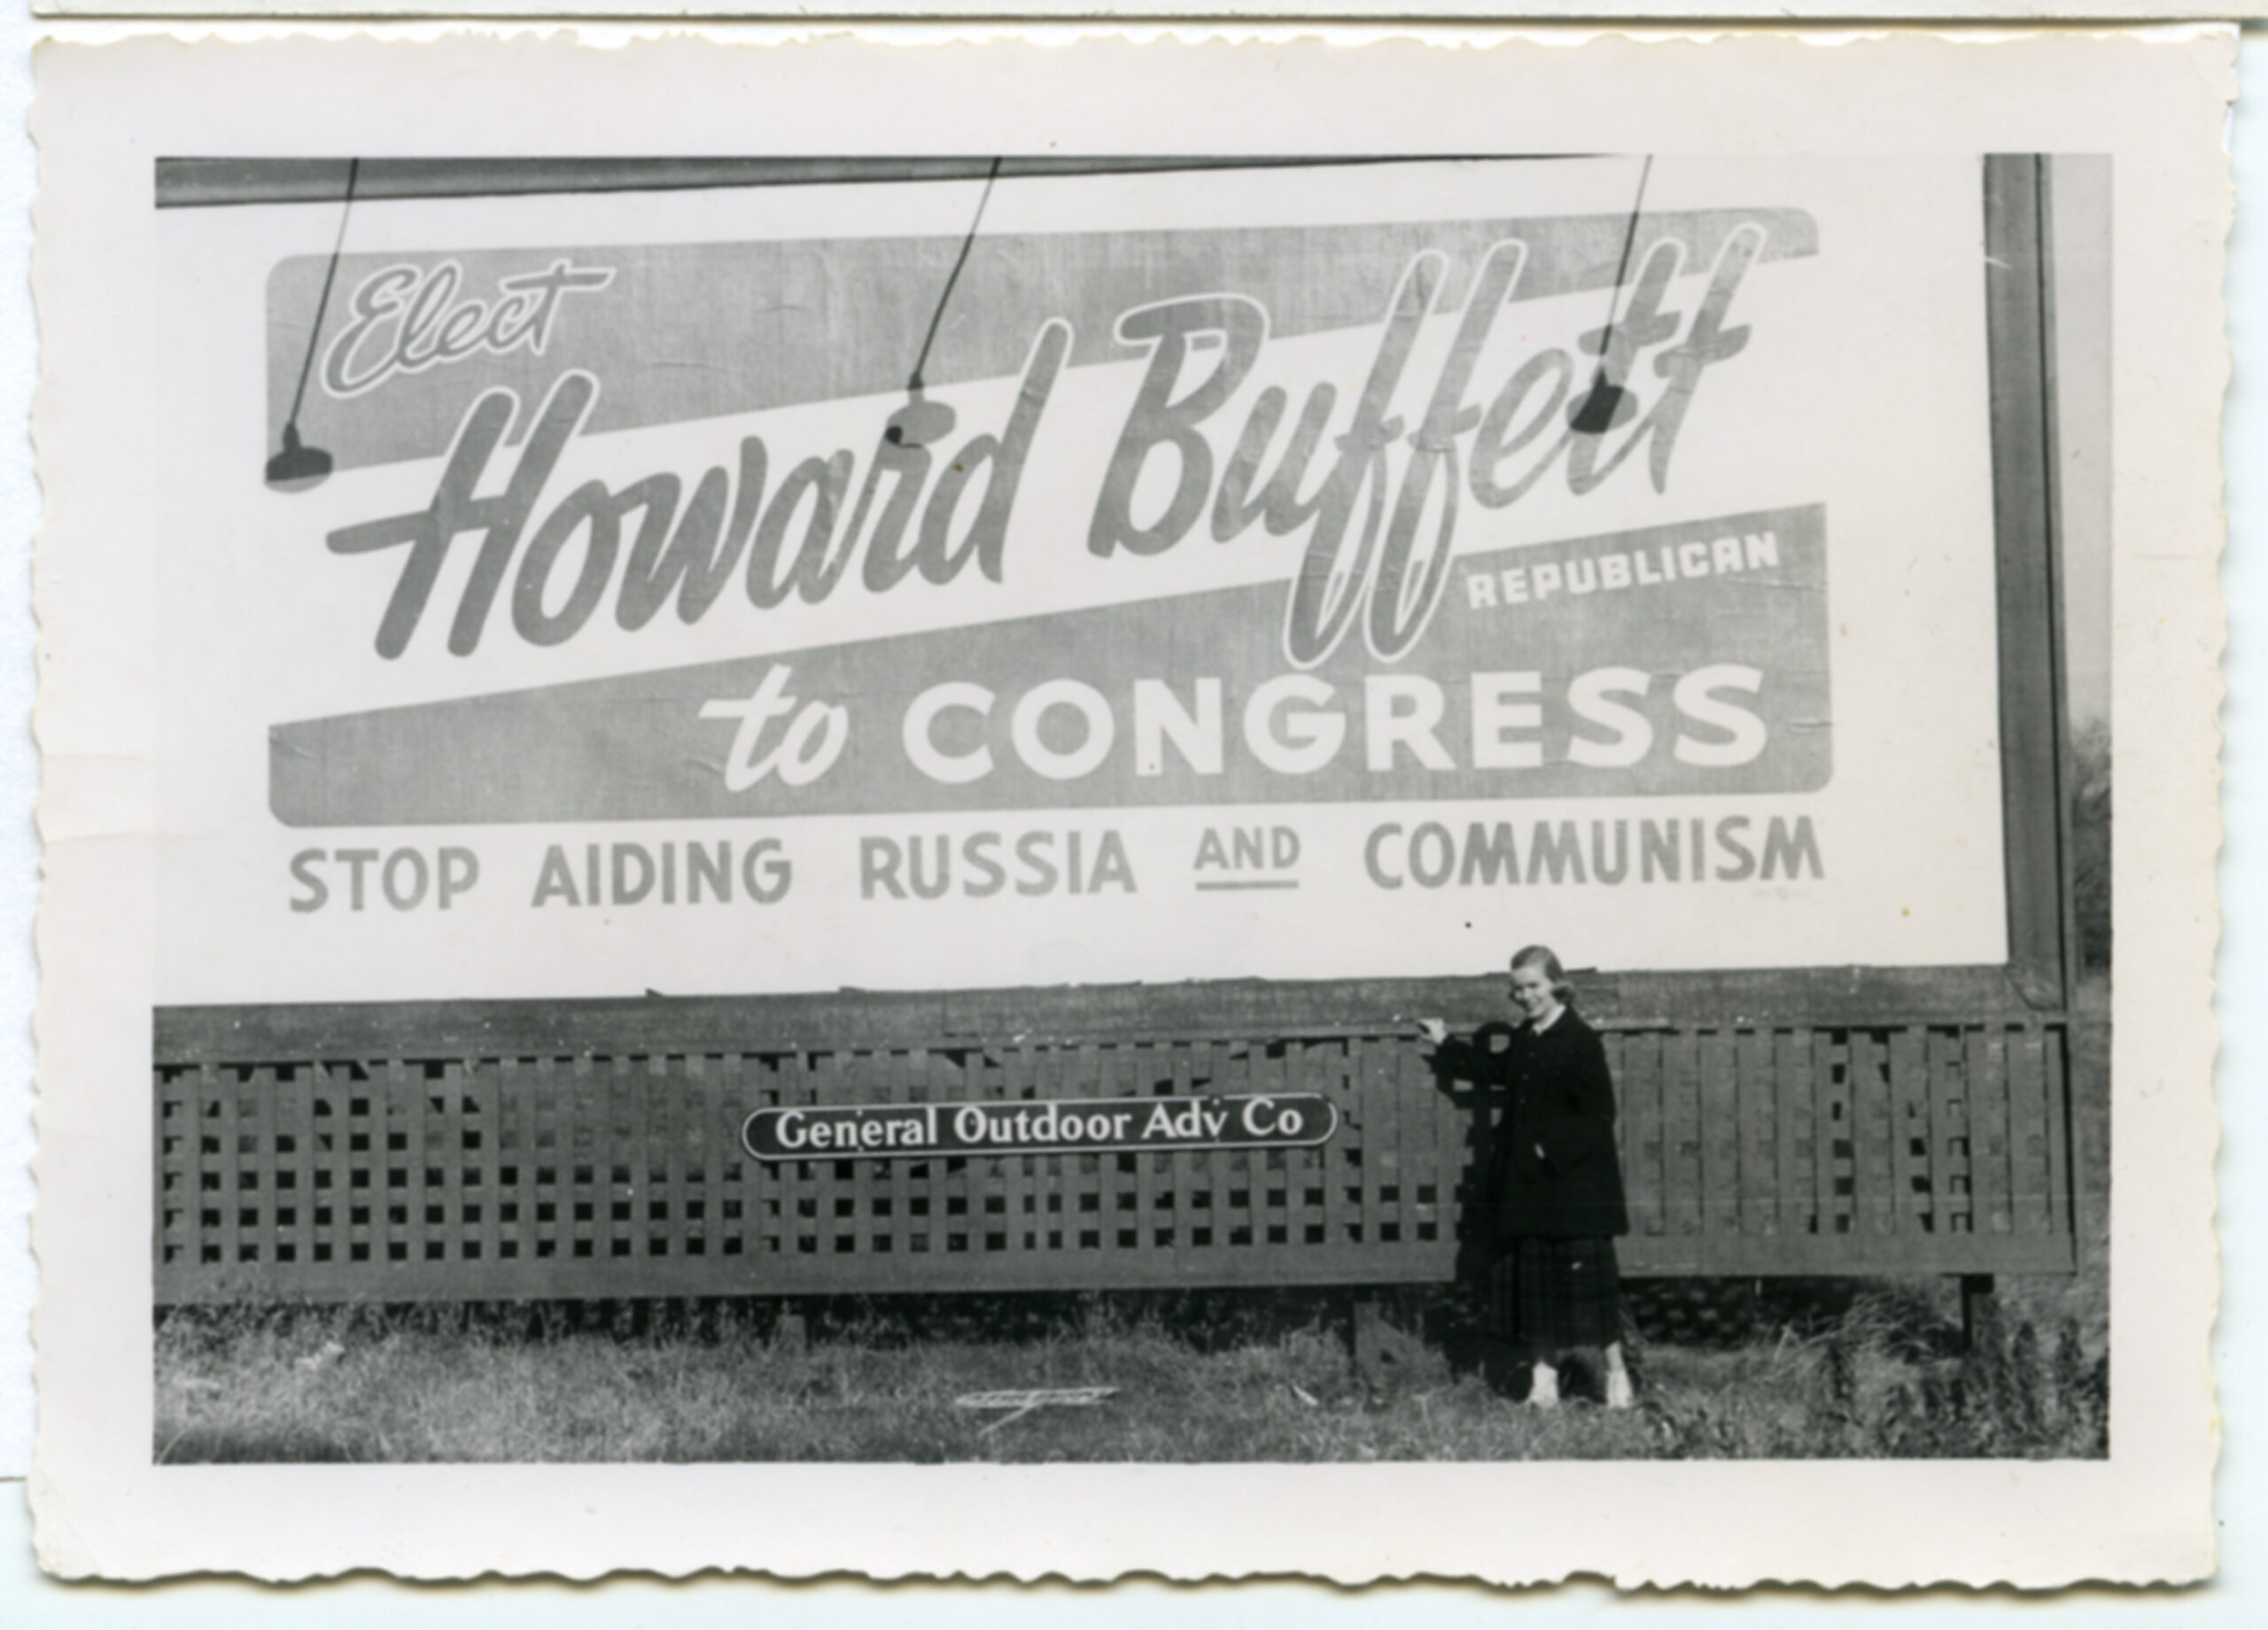 Elect
Howard Buffett
REPUBLICAN
to CONGRESS
STOP AIDING RUSSIA AND COMMUNISM
General Outdoor Adv Co